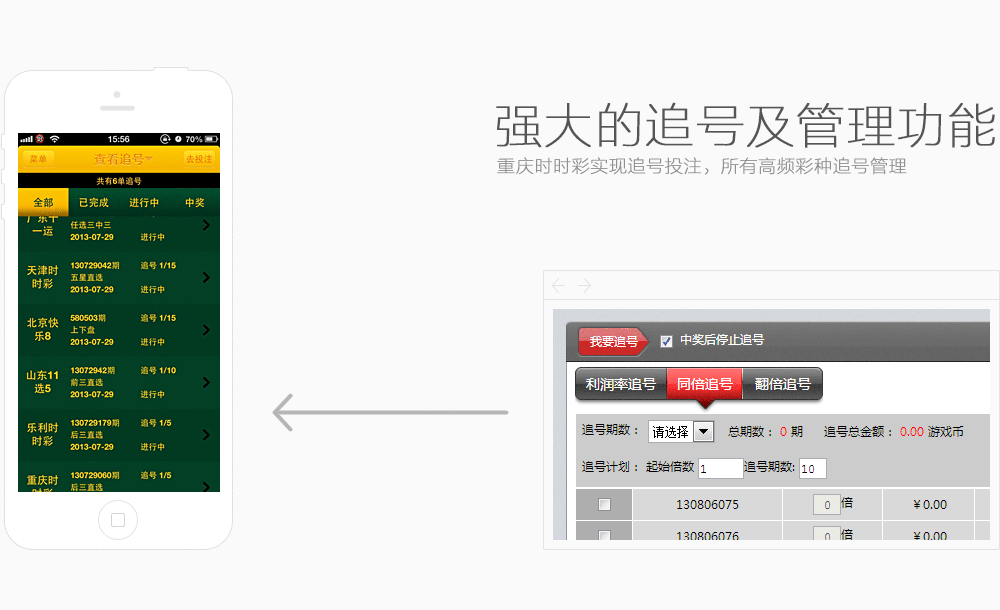 强大的追号及管理功能
重庆时时彩实现追号投注，所有高频彩种追号管理
15:56 70%
菜单 查看追号 去投注
共有6单追号
全部 已完成 进行中 中奖
广东十一运
任选三中三
2013-07-29 进行中
天津时时彩
130729042期 追号 1/15
五星直选
2013-07-29 进行中
北京快乐8
580503期 追号 1/15
上下盘
2013-07-29 进行中
山东11选5
13072942期 追号 1/10
前三直选
2013-07-29 进行中
乐利时时彩
130729179期 追号 1/5
后三直选
2013-07-29 进行中
重庆时时彩
130729060期 追号 1/5
后三直选
我要追号 中奖后停止追号
利润率追号 同倍追号 翻倍追号
追号期数： 请选择 总期数： 0 期 追号总金额： 0.00 游戏币
追号计划： 起始倍数 1 追号期数: 10
130806075 0 倍 ￥0.00
130806076 0 倍 ￥0.00